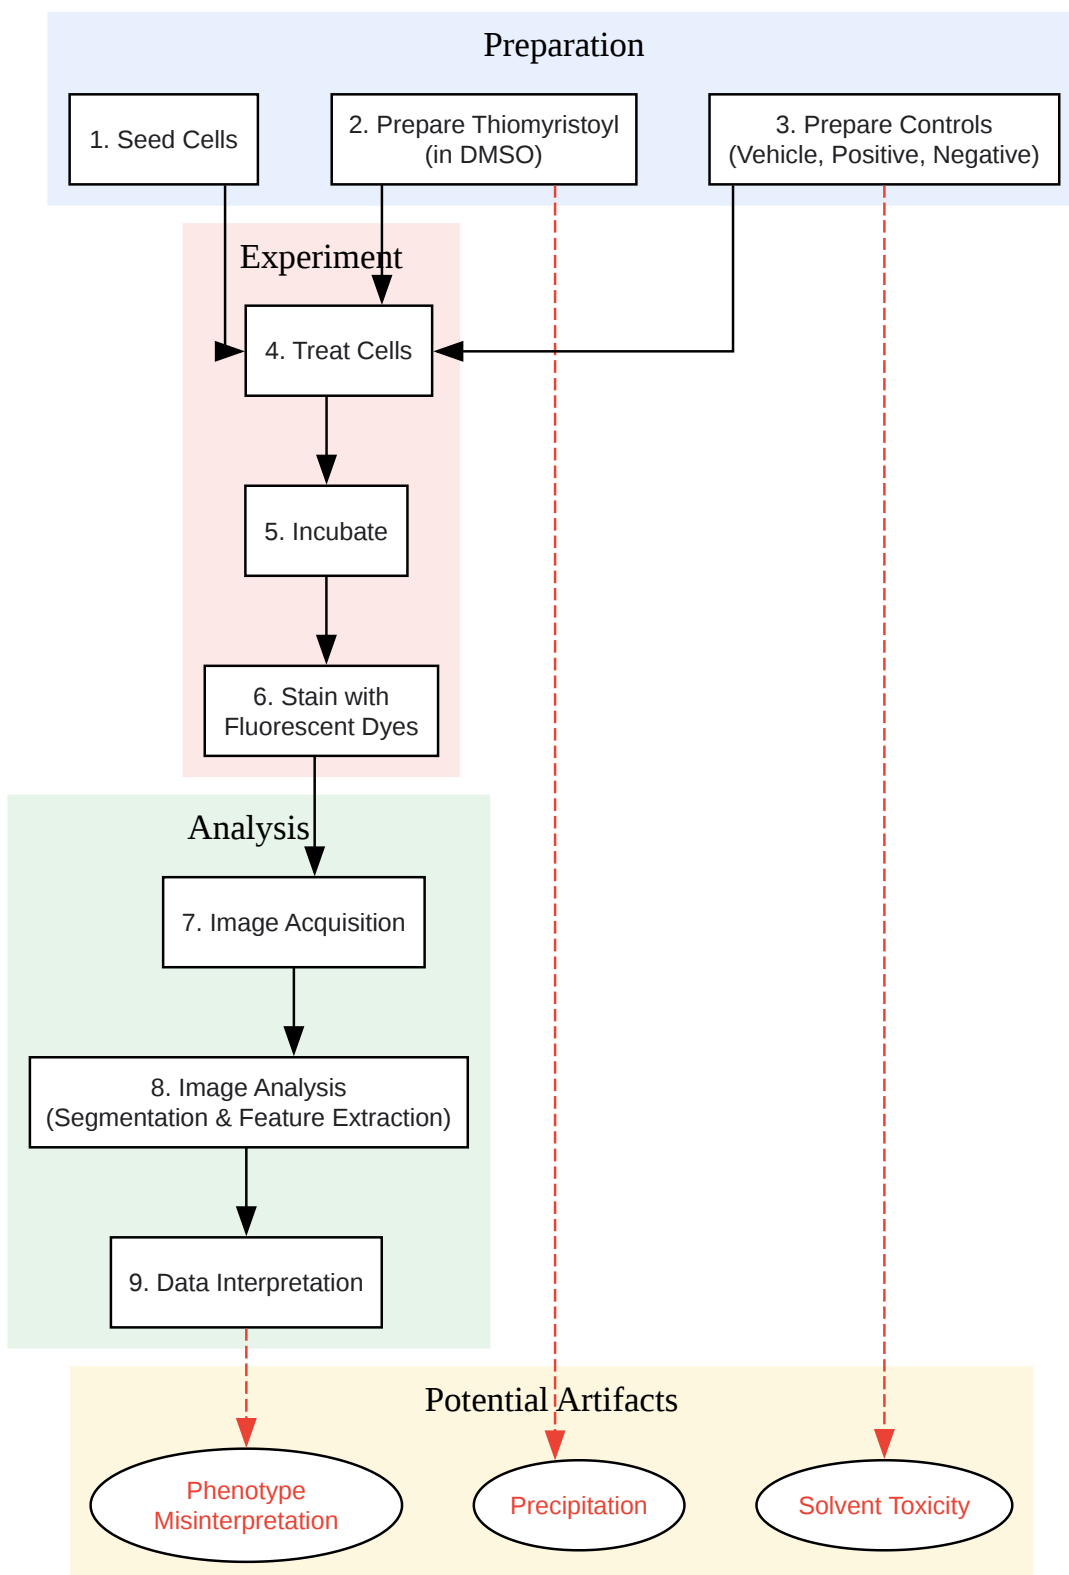 Preparation
1. Seed Cells
2. Prepare Thiomyristoyl
(in DMSO)
3. Prepare Controls
(Vehicle, Positive, Negative)
Experiment
4. Treat Cells
5. Incubate
6. Stain with
Fluorescent Dyes
Analysis
7. Image Acquisition
8. Image Analysis
(Segmentation & Feature Extraction)
9. Data Interpretation
Potential Artifacts
Phenotype
Misinterpretation
Precipitation
Solvent Toxicity